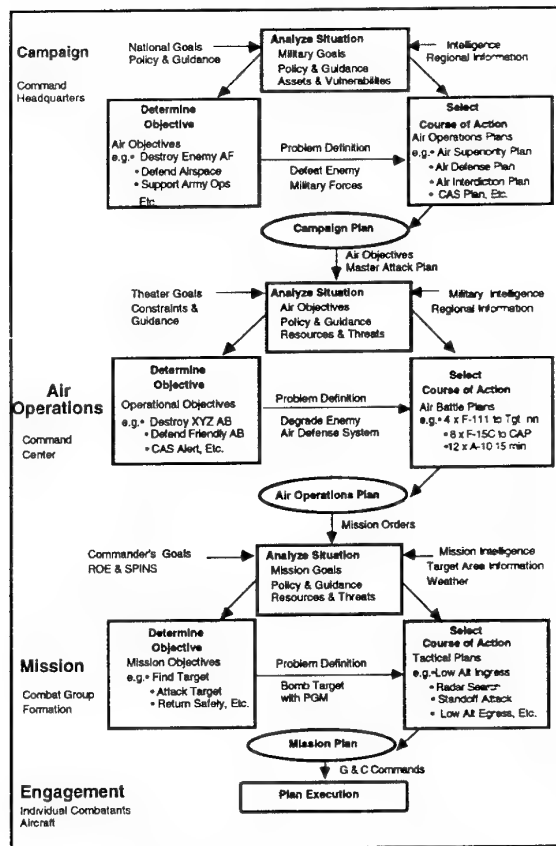 Campaign
Command
Headquarters
National Goals
Policy & Guidance
Analyze Situation
Military Goals
Policy & Guidance
Assets & Vulnerabilites
Intelligence
Regional Information
Determine
Objective
Air Objectives
e.g.• Destroy Enemy AF
• Defend Airspace
• Support Army Ops
Etc.
Problem Definition
Defeat Enemy
Military Forces
Select
Course of Action
Air Operations Plans
e.g.• Air Superiority Plan
• Air Defense Plan
• Air Interdiction Plan
• CAS Plan, Etc.
Campaign Plan
Air Objectives
Master Attack Plan
Air
Operations
Command
Center
Theater Goals
Constraints &
Guidance
Analyze Situation
Air Objectives
Policy & Guidance
Resources & Threats
Military Intelligence
Regional Information
Determine
Objective
Operational Objectives
e.g.• Destroy XYZ AB
• Defend Friendly AB
• CAS Alert, Etc.
Problem Definition
Degrade Enemy
Air Defense System
Select
Course of Action
Air Battle Plans
e.g.• 4 x F-111 to Tgt nn
• 8 x F-15C to CAP
•12 x A-10 15 min
Air Operations Plan
Mission Orders
Mission
Combat Group
Formation
Commander's Goals
ROE & SPINS
Analyze Situation
Mission Goals
Policy & Guidance
Resources & Threats
Mission Intelligence
Target Area Information
Weather
Determine
Objective
Mission Objectives
e.g.• Find Target
• Attack Target
• Return Safety, Etc.
Problem Definition
Bomb Target
with PGM
Select
Course of Action
Tactical Plans
e.g.•Low Alt Ingress
• Radar Search
• Standoff Attack
• Low Alt Egress, Etc.
Mission Plan
G & C Commands
Engagement
Individual Combatants
Aircraft
Plan Execution